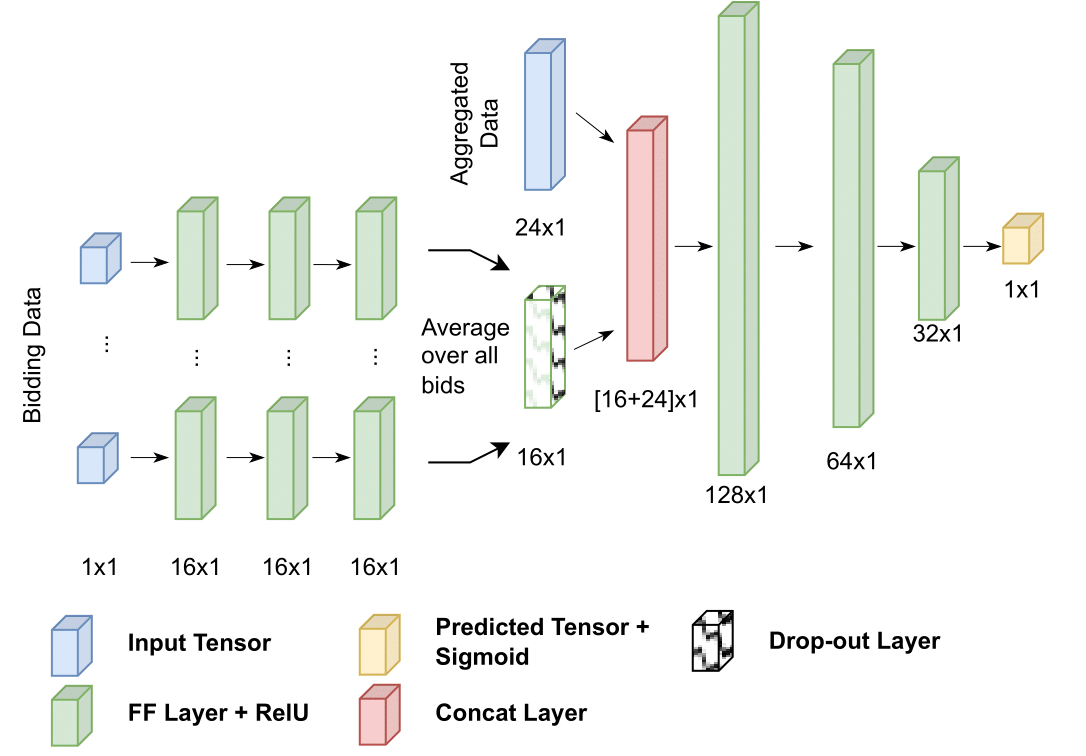 Aggregated
Data
24x1
Bidding Data
...
...
...
...
Average
over all
bids
16x1
[16+24]x1
128x1
64x1
32x1
1x1
1x1
16x1
16x1
16x1
Input Tensor
Predicted Tensor +
Sigmoid
Drop-out Layer
FF Layer + RelU
Concat Layer